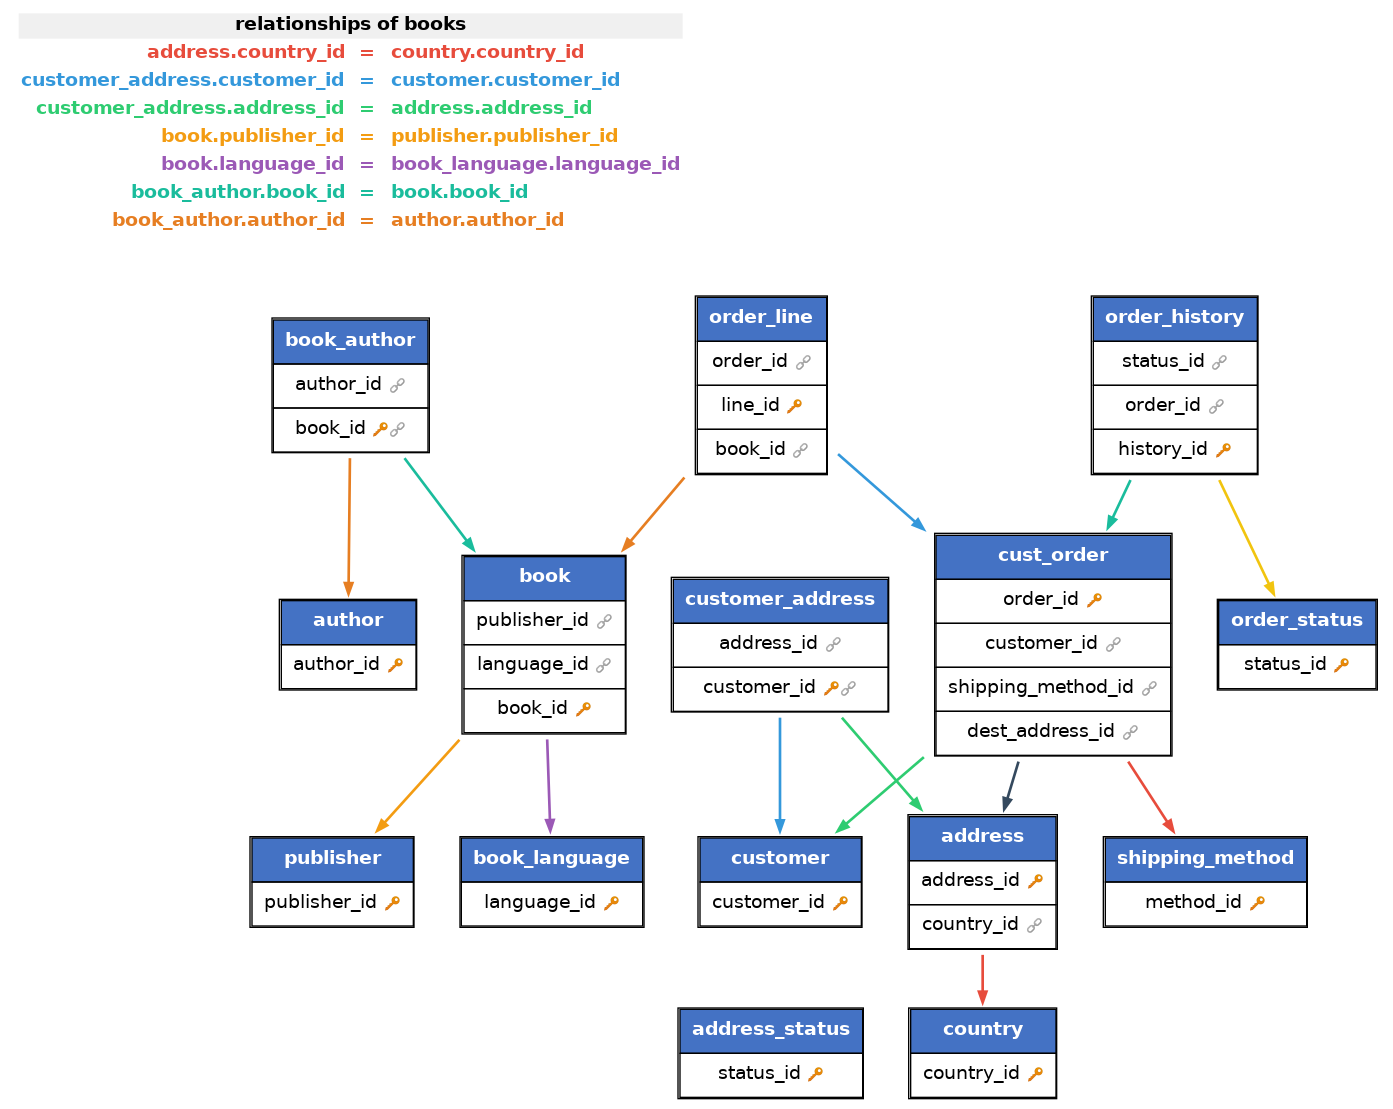 relationships of books
address.country_id = country.country_id
customer_address.customer_id = customer.customer_id
customer_address.address_id = address.address_id
book.publisher_id = publisher.publisher_id
book.language_id = book_language.language_id
book_author.book_id = book.book_id
book_author.author_id = author.author_id
book_author
author_id
book_id
order_line
order_id
line_id
book_id
order_history
status_id
order_id
history_id
author
author_id
book
publisher_id
language_id
book_id
customer_address
address_id
customer_id
cust_order
order_id
customer_id
shipping_method_id
dest_address_id
order_status
status_id
publisher
publisher_id
book_language
language_id
customer
customer_id
address
address_id
country_id
shipping_method
method_id
address_status
status_id
country
country_id